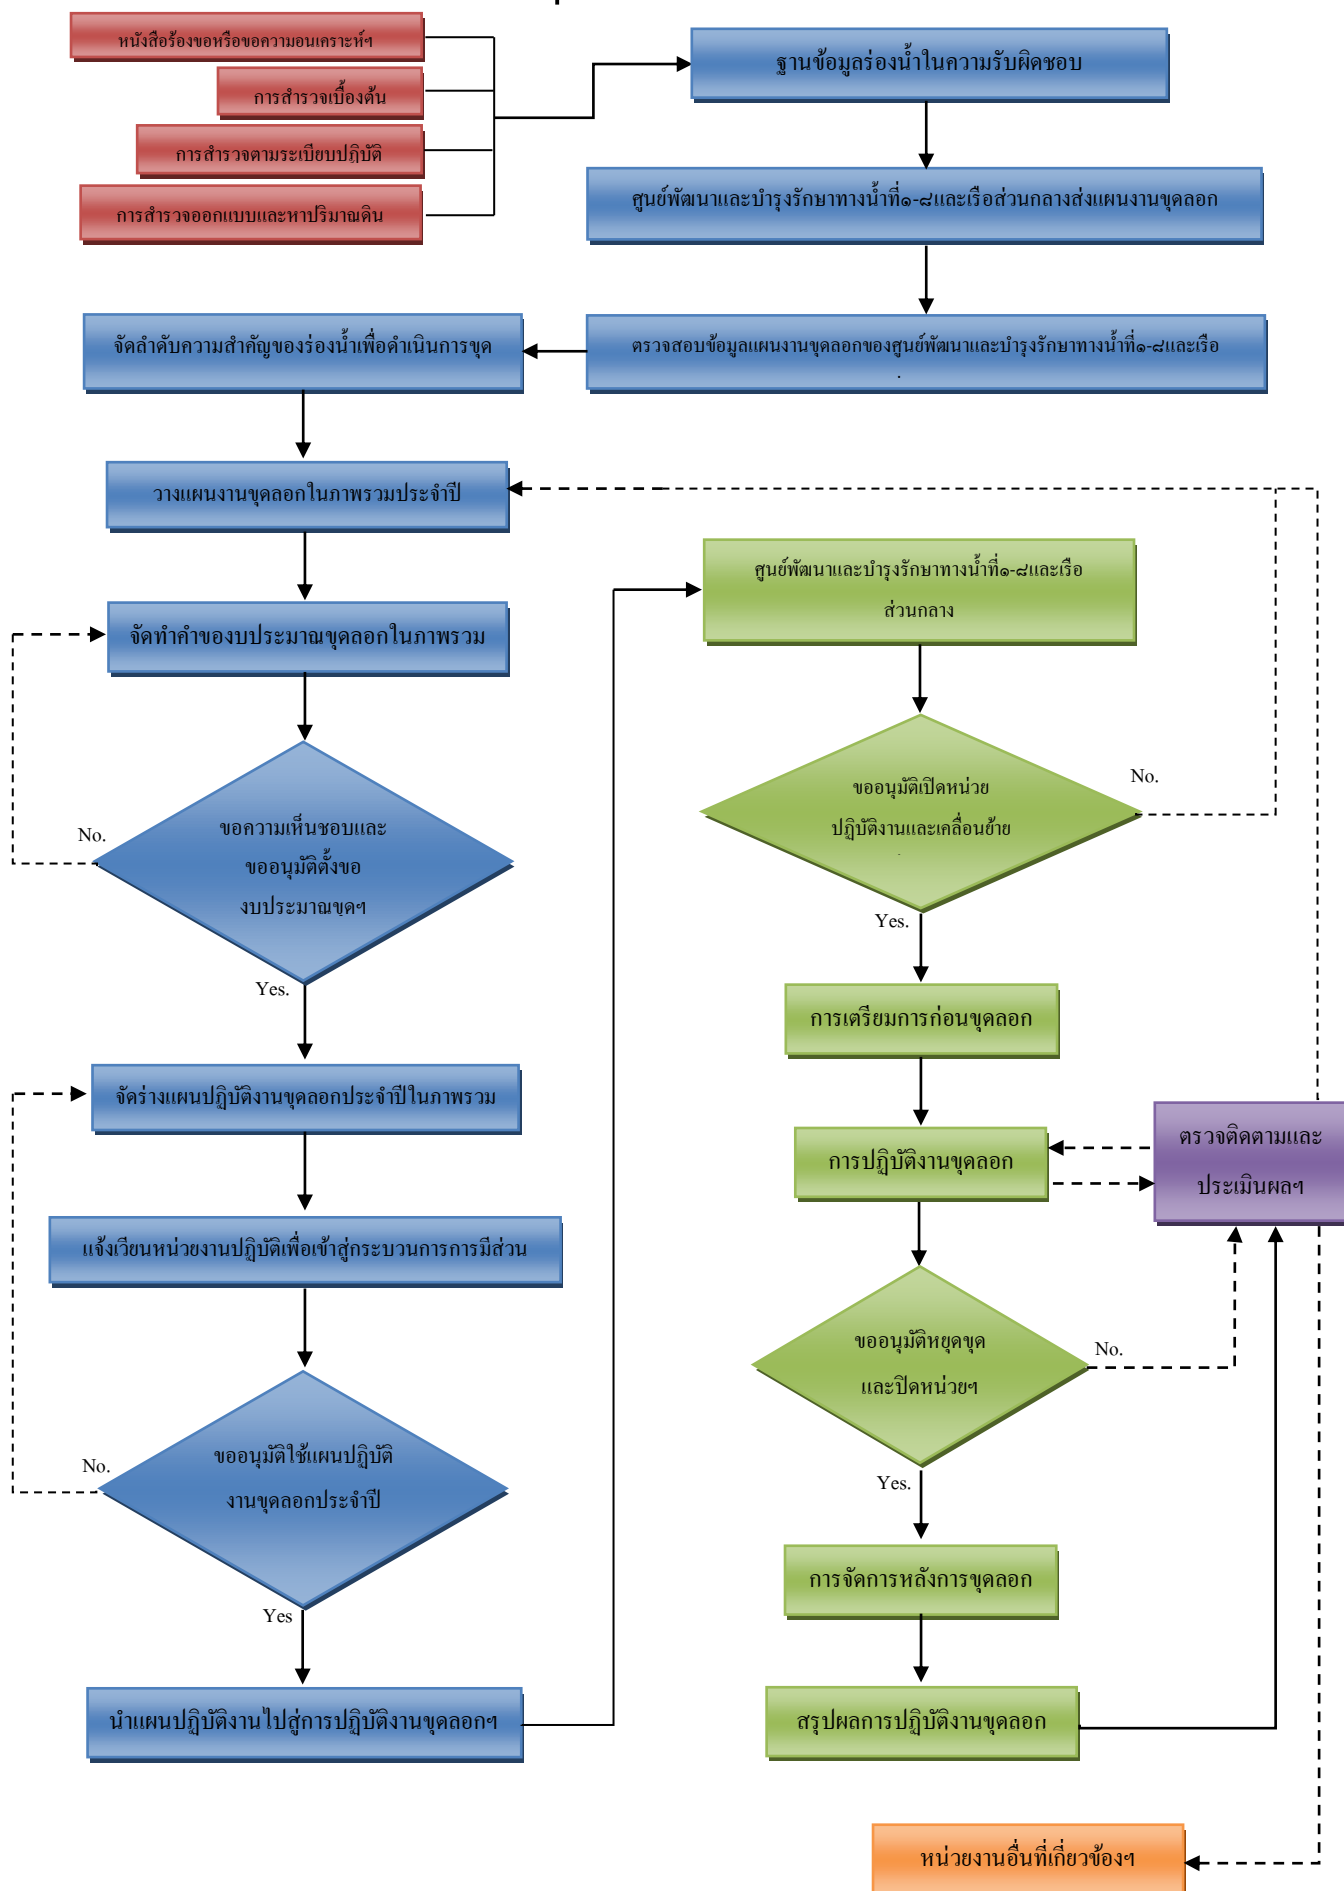 หนังสือร้องขอหรือขอความอนเคราะห์ฯ
การสำรวจเบื้องต้น
การสำรวจตามระเบียบปฏิบัติ
การสำรวจออกแบบและหาปริมาณดิน
ฐานข้อมูลร่องน้ำในความรับผิดชอบ
ศูนย์พัฒนาและบำรุงรักษาทางน้ำที่๑-๘และเรือส่วนกลางส่งแผนงานขุดลอก
ตรวจสอบข้อมูลแผนงานขุดลอกของศูนย์พัฒนาและบำรุงรักษาทางน้ำที่๑-๘และเรือ
จัดลำดับความสำคัญของร่องน้ำเพื่อดำเนินการขุด
วางแผนงานขุดลอกในภาพรวมประจำปี
จัดทำคำของบประมาณขุดลอกในภาพรวม
ขอความเห็นชอบและ
ขออนุมัติตั้งขอ
งบประมาณขุดฯ
No.
Yes.
จัดร่างแผนปฏิบัติงานขุดลอกประจำปีในภาพรวม
แจ้งเวียนหน่วยงานปฏิบัติเพื่อเข้าสู่กระบวนการการมีส่วน
ขออนุมัติใช้แผนปฏิบัติ
งานขุดลอกประจำปี
No.
Yes
นำแผนปฏิบัติงานไปสู่การปฏิบัติงานขุดลอกฯ
ศูนย์พัฒนาและบำรุงรักษาทางน้ำที่๑-๘และเรือ
ส่วนกลาง
ขออนุมัติเปิดหน่วย
ปฏิบัติงานและเคลื่อนย้าย
No.
Yes.
การเตรียมการก่อนขุดลอก
การปฏิบัติงานขุดลอก
ตรวจติดตามและ
ประเมินผลฯ
ขออนุมัติหยุดขุด
และปิดหน่วยฯ
No.
Yes.
การจัดการหลังการขุดลอก
สรุปผลการปฏิบัติงานขุดลอก
หน่วยงานอื่นที่เกี่ยวข้องฯ